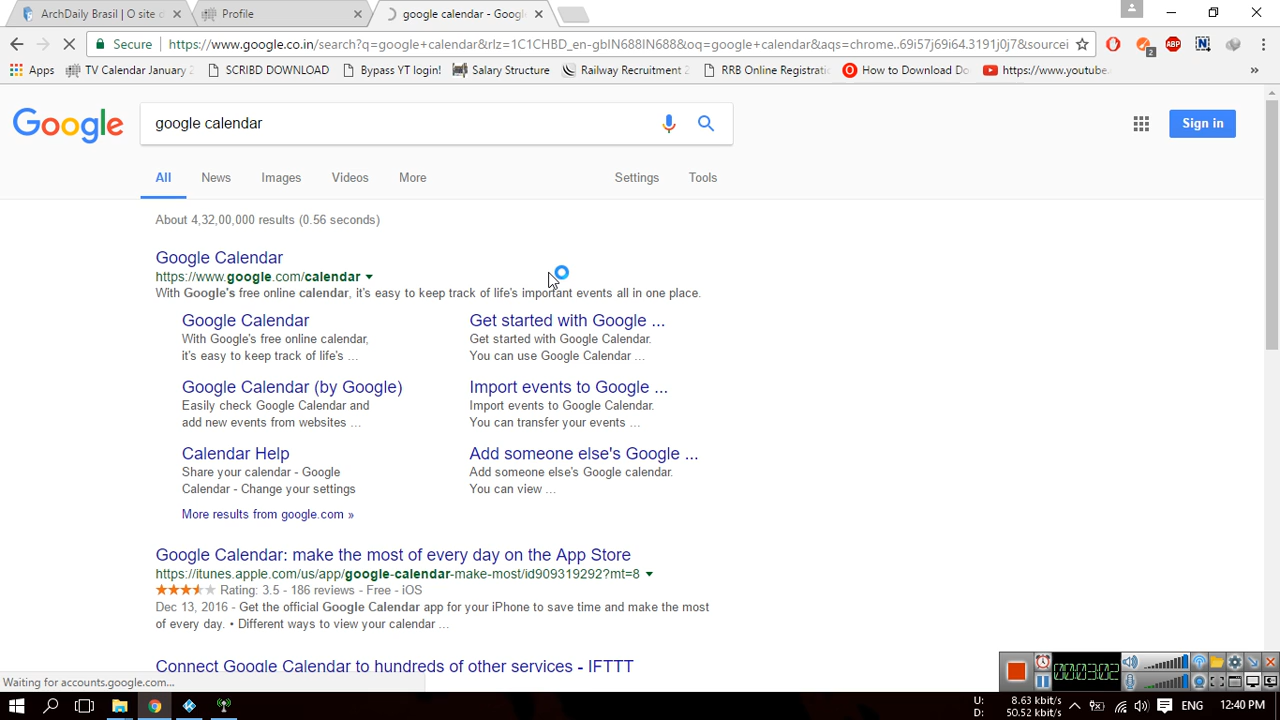 ArchDaily Brasil | O site
Profile
google calendar - Goog
Secure
https://www.google.co.in/search?q=google+calendar&rlz=1C1CHBD_en-gbIN688IN688&oq=google+calendar&aqs=chrome.69i57j69i64.3191j0j7&sourcei
Apps
TV Calendar January 2
SCRIBD DOWNLOAD
Bypass YT login!
Salary Structure
Railway Recruitment
RRB Online Registratio
How to Download Do
https://www.youtube.
Google
google calendar
Sign in
All
News
Images
Videos
More
Settings
Tools
About 4,32,00,000 results (0.56 seconds)
Google Calendar
https://www.google.com/calendar
With Google's free online calendar, it's easy to keep track of life's important events all in one place.
Google Calendar
With Google's free online calendar,
it's easy to keep track of life's ...
Get started with Google ...
Get started with Google Calendar.
You can use Google Calendar ...
Google Calendar (by Google)
Easily check Google Calendar and
add new events from websites ...
Import events to Google ...
Import events to Google Calendar.
You can transfer your events ...
Calendar Help
Share your calendar - Google
Calendar - Change your settings
Add someone else's Google ...
Add someone else's Google calendar.
You can view ...
More results from google.com »
Google Calendar: make the most of every day on the App Store
https://itunes.apple.com/us/app/google-calendar-make-most/id909319292?mt=8
Rating: 3.5 - 186 reviews - Free - iOS
Dec 13, 2016 - Get the official Google Calendar app for your iPhone to save time and make the most
of every day. • Different ways to view your calendar ...
Connect Google Calendar to hundreds of other services - IFTTT
Waiting for accounts.google.com...
00:03:02
U: 8.63 kbit/s
D: 50.52 kbit/s
ENG
12:40 PM